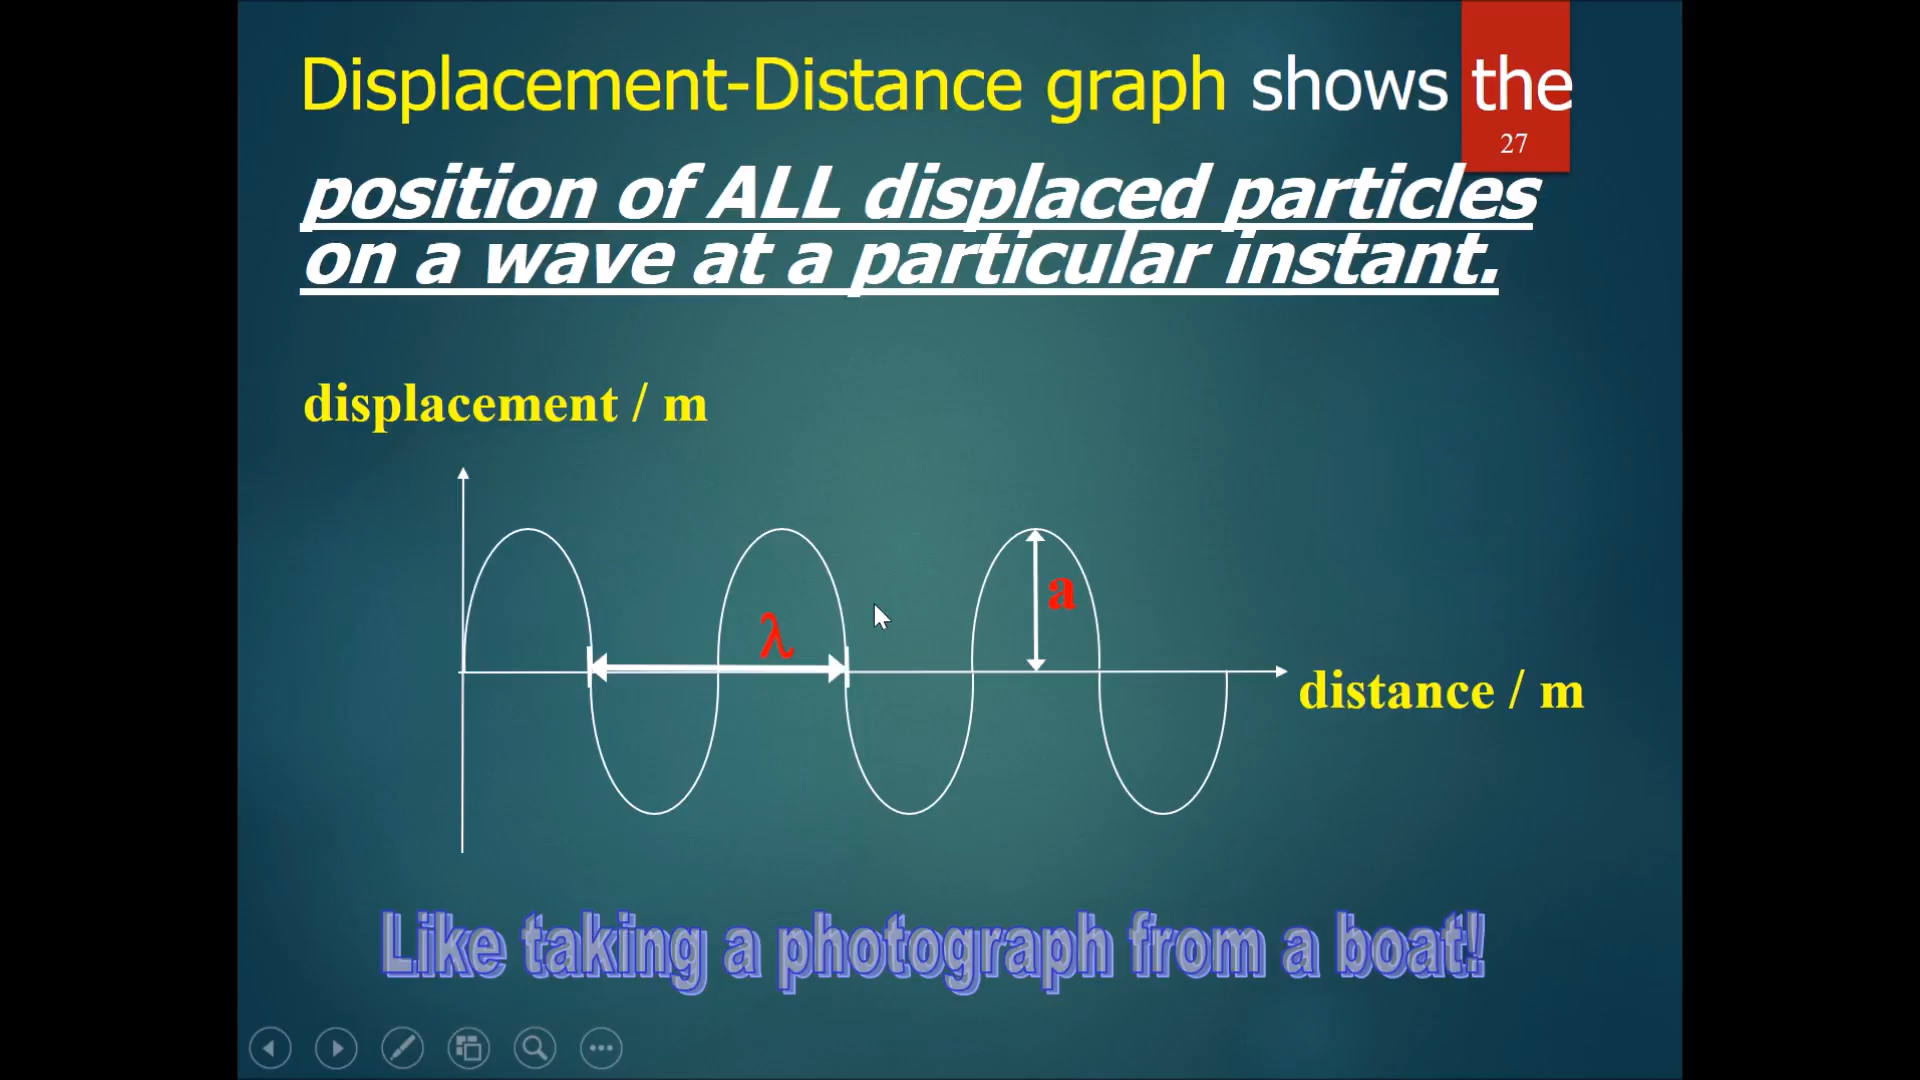 Displacement-Distance graph shows the
27
position of ALL displaced particles
on a wave at a particular instant.
displacement / m
a
λ
distance / m
Like taking a photograph from a boat!